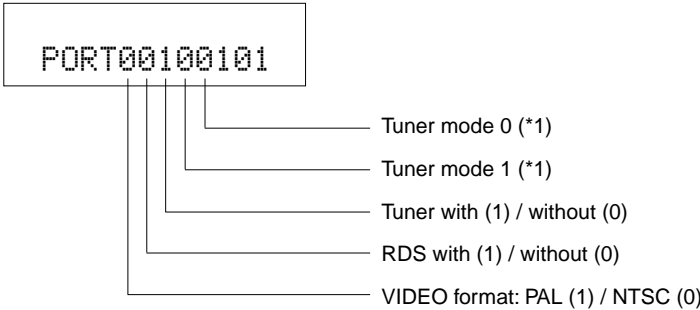 PORT00100101
Tuner mode 0 (*1)
Tuner mode 1 (*1)
Tuner with (1) / without (0)
RDS with (1) / without (0)
VIDEO format: PAL (1) / NTSC (0)